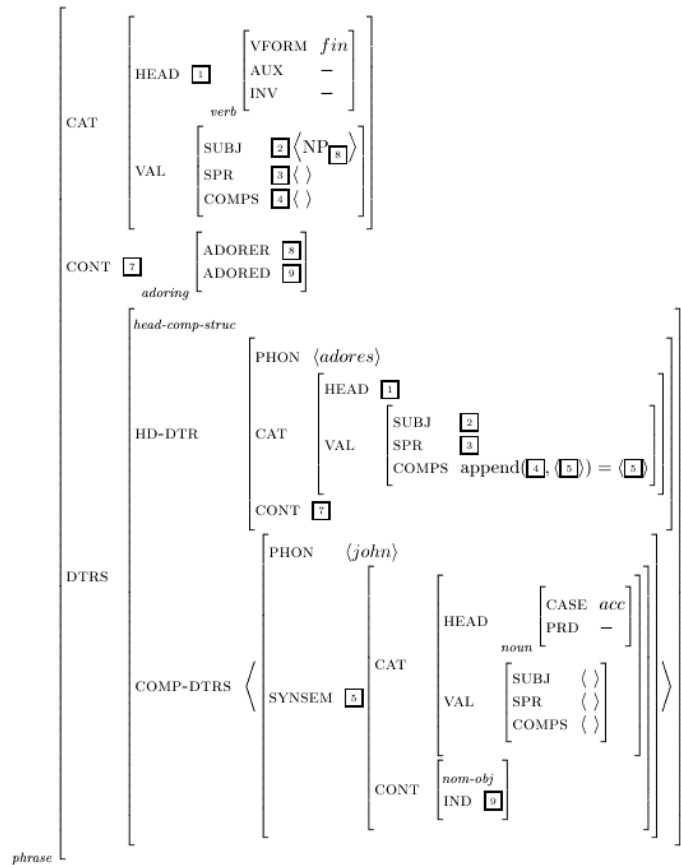 VFORM fin
HEAD 1 AUX −
INV −
verb
CAT
SUBJ 2 ⟨NP 8⟩
VAL SPR 3 ⟨ ⟩
COMPS 4 ⟨ ⟩
ADORER 8
CONT 7
ADORED 9
adoring
head-comp-struc
PHON ⟨adores⟩
HEAD 1
SUBJ 2
HD-DTR CAT VAL SPR 3
COMPS append(4, ⟨5⟩) = ⟨5⟩
CONT 7
PHON ⟨john⟩
DTRS
CASE acc
HEAD
PRD −
noun
CAT
SUBJ ⟨ ⟩
COMP-DTRS ⟨ SYNSEM 5 VAL SPR ⟨ ⟩ ⟩
COMPS ⟨ ⟩
nom-obj
CONT
IND 9
phrase